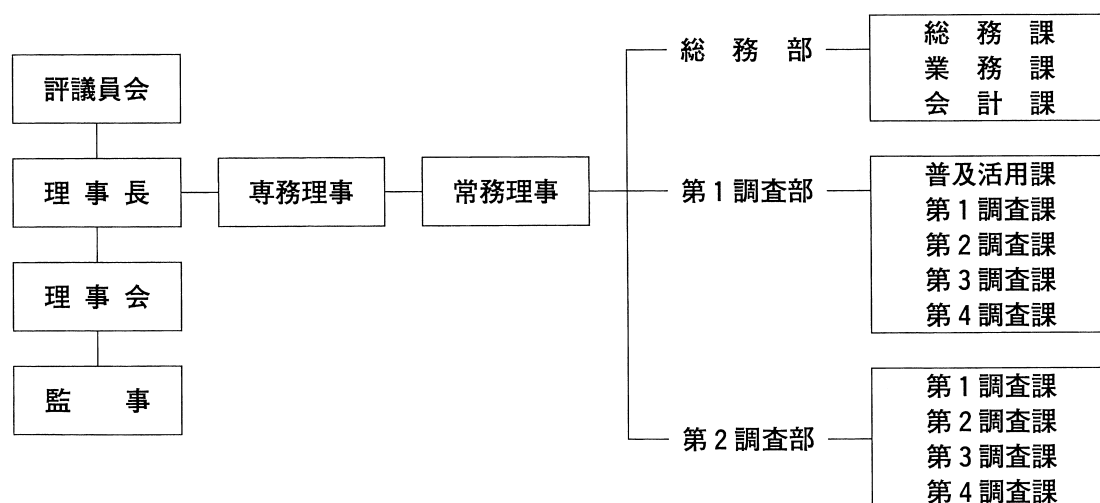 評議員会
理事長
理事会
監事
専務理事
常務理事
総務部
総務課
業務課
会計課
第1調査部
普及活用課
第1調査課
第2調査課
第3調査課
第4調査課
第2調査部
第1調査課
第2調査課
第3調査課
第4調査課